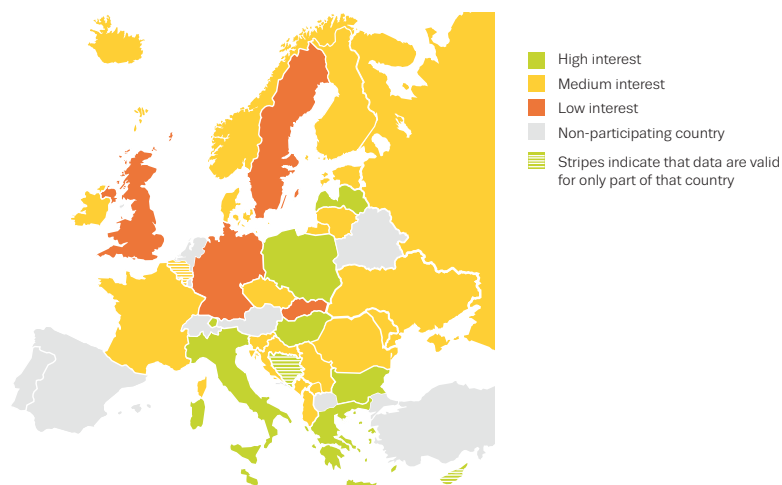 High interest
Medium interest
Low interest
Non-participating country
Stripes indicate that data are valid
for only part of that country